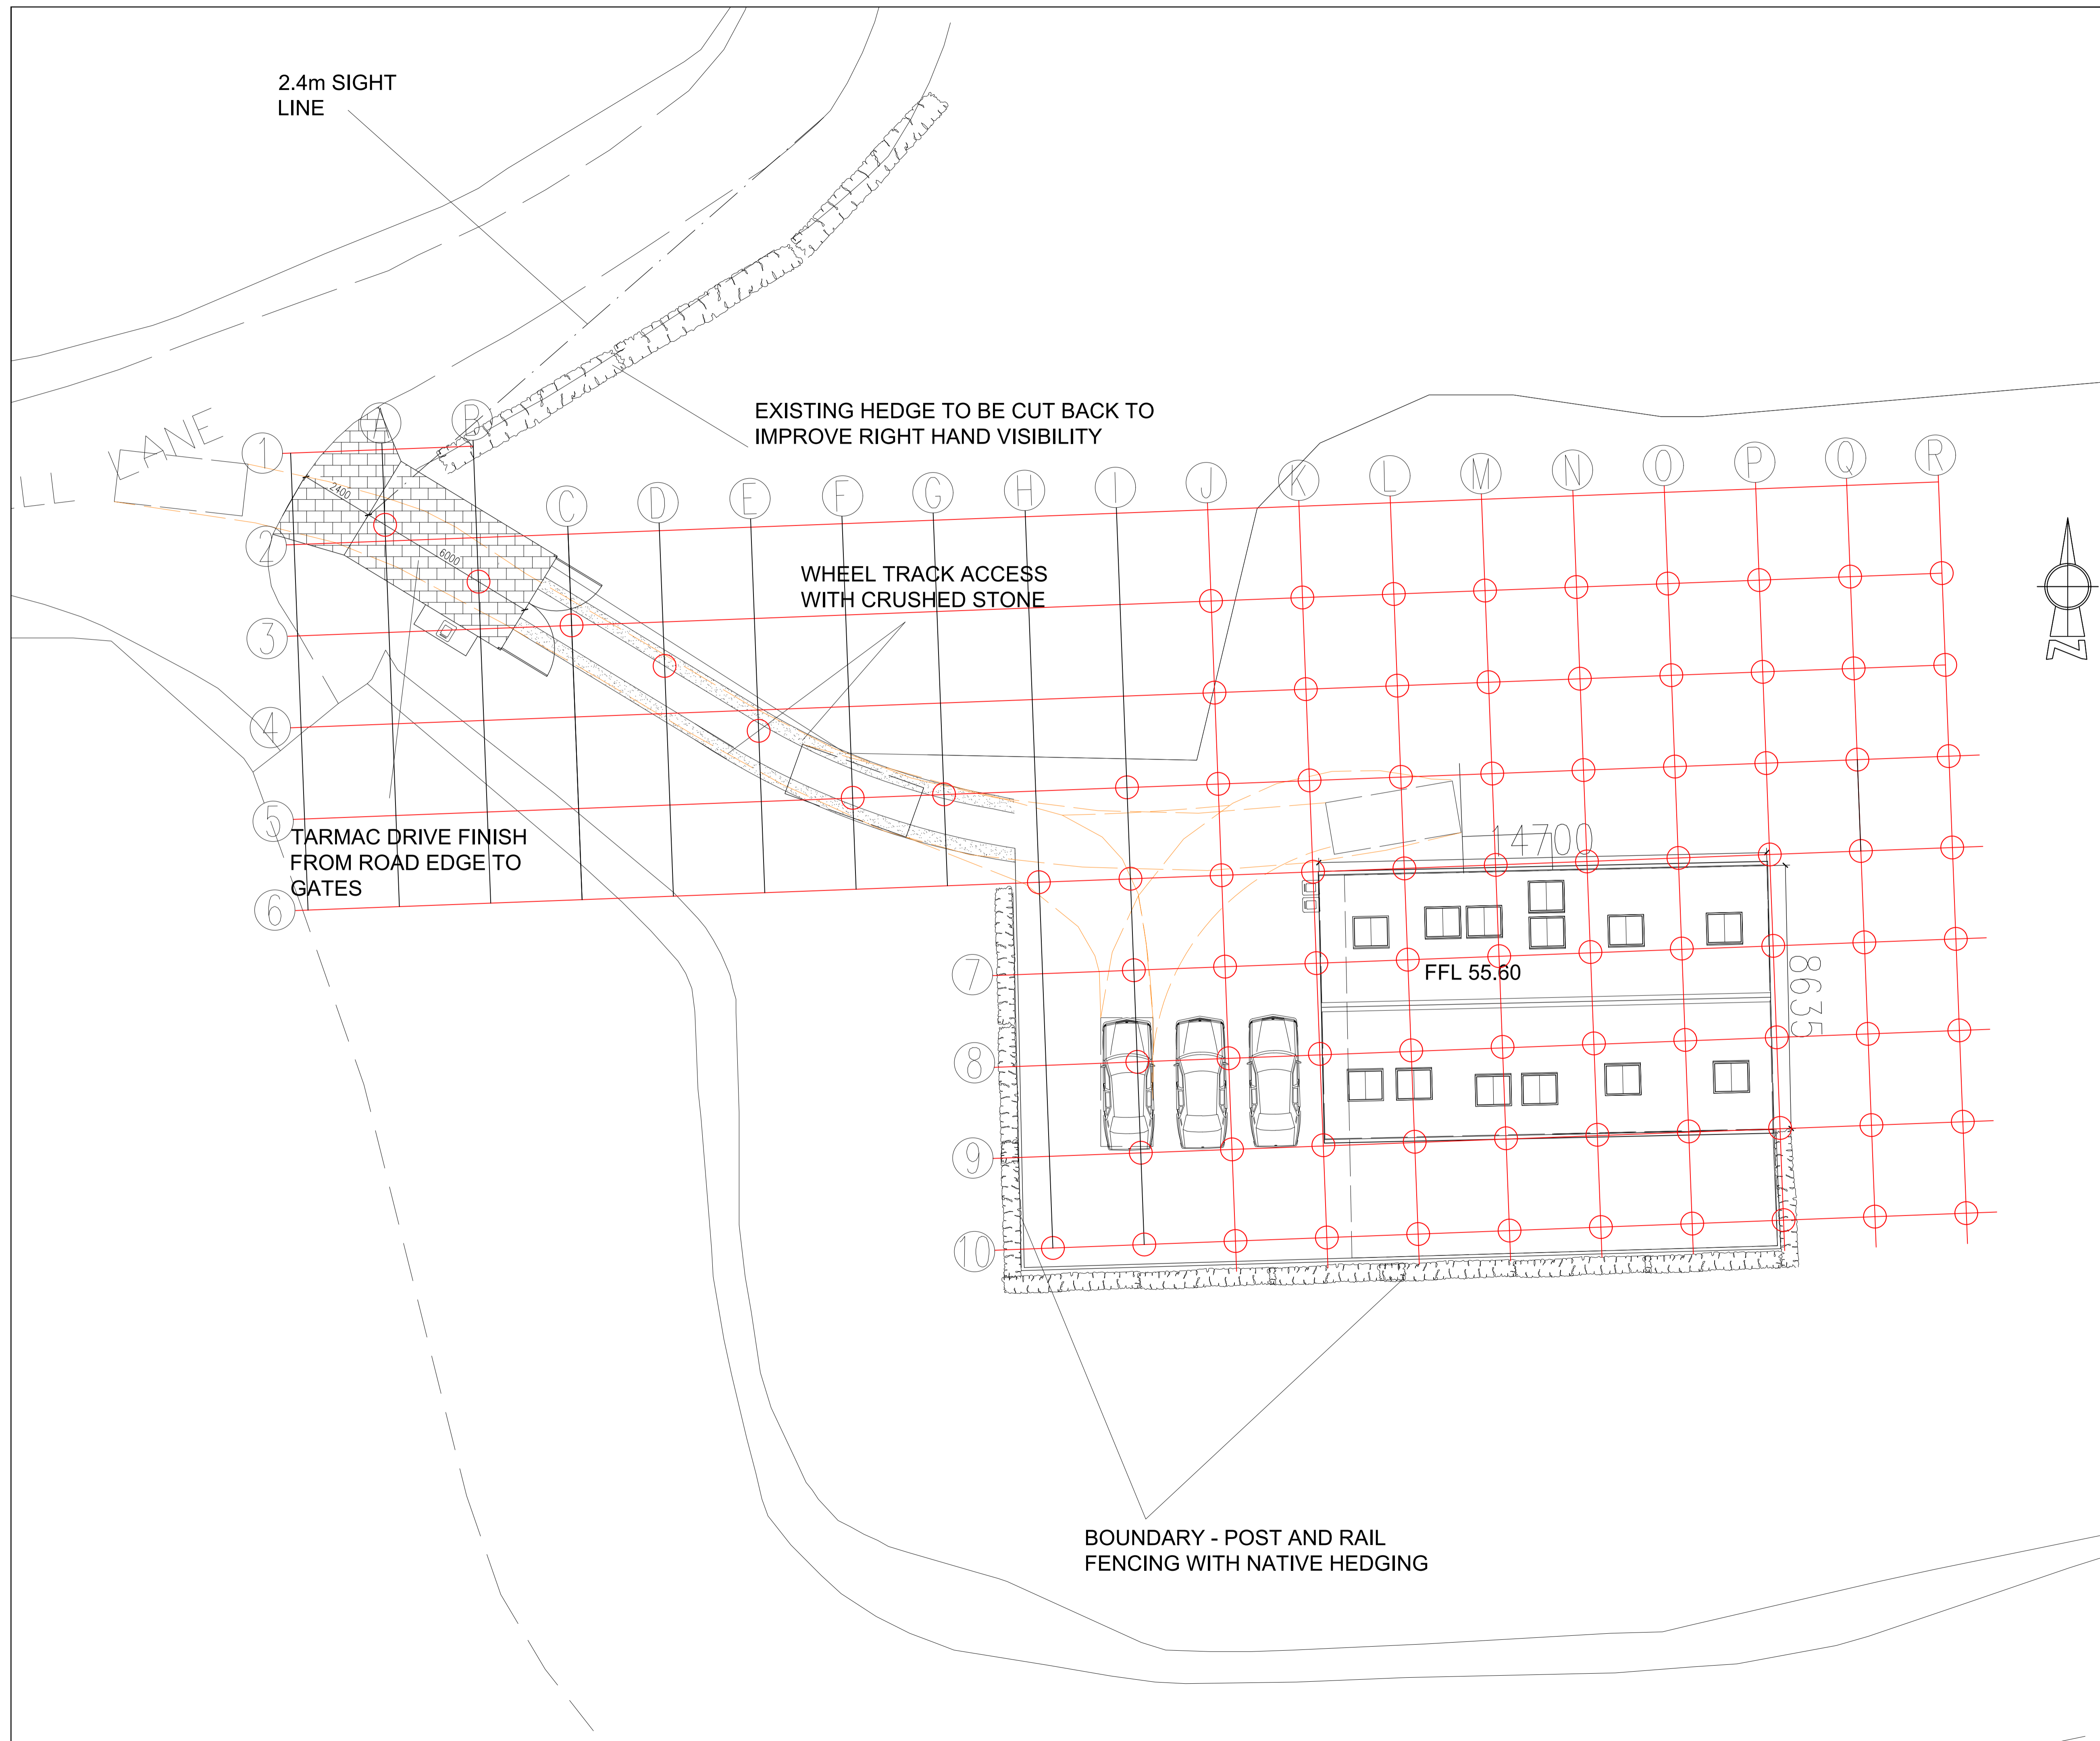 2.4m SIGHT
LINE
EXISTING HEDGE TO BE CUT BACK TO
IMPROVE RIGHT HAND VISIBILITY
LL LANE
A B
1
2400
6000
C D E F G H I J K L M N O P Q R
2
WHEEL TRACK ACCESS
WITH CRUSHED STONE
3
4
5
TARMAC DRIVE FINISH
FROM ROAD EDGE TO
GATES
6
14700
7
FFL 55.60
8635
8
9
10
N
BOUNDARY - POST AND RAIL
FENCING WITH NATIVE HEDGING